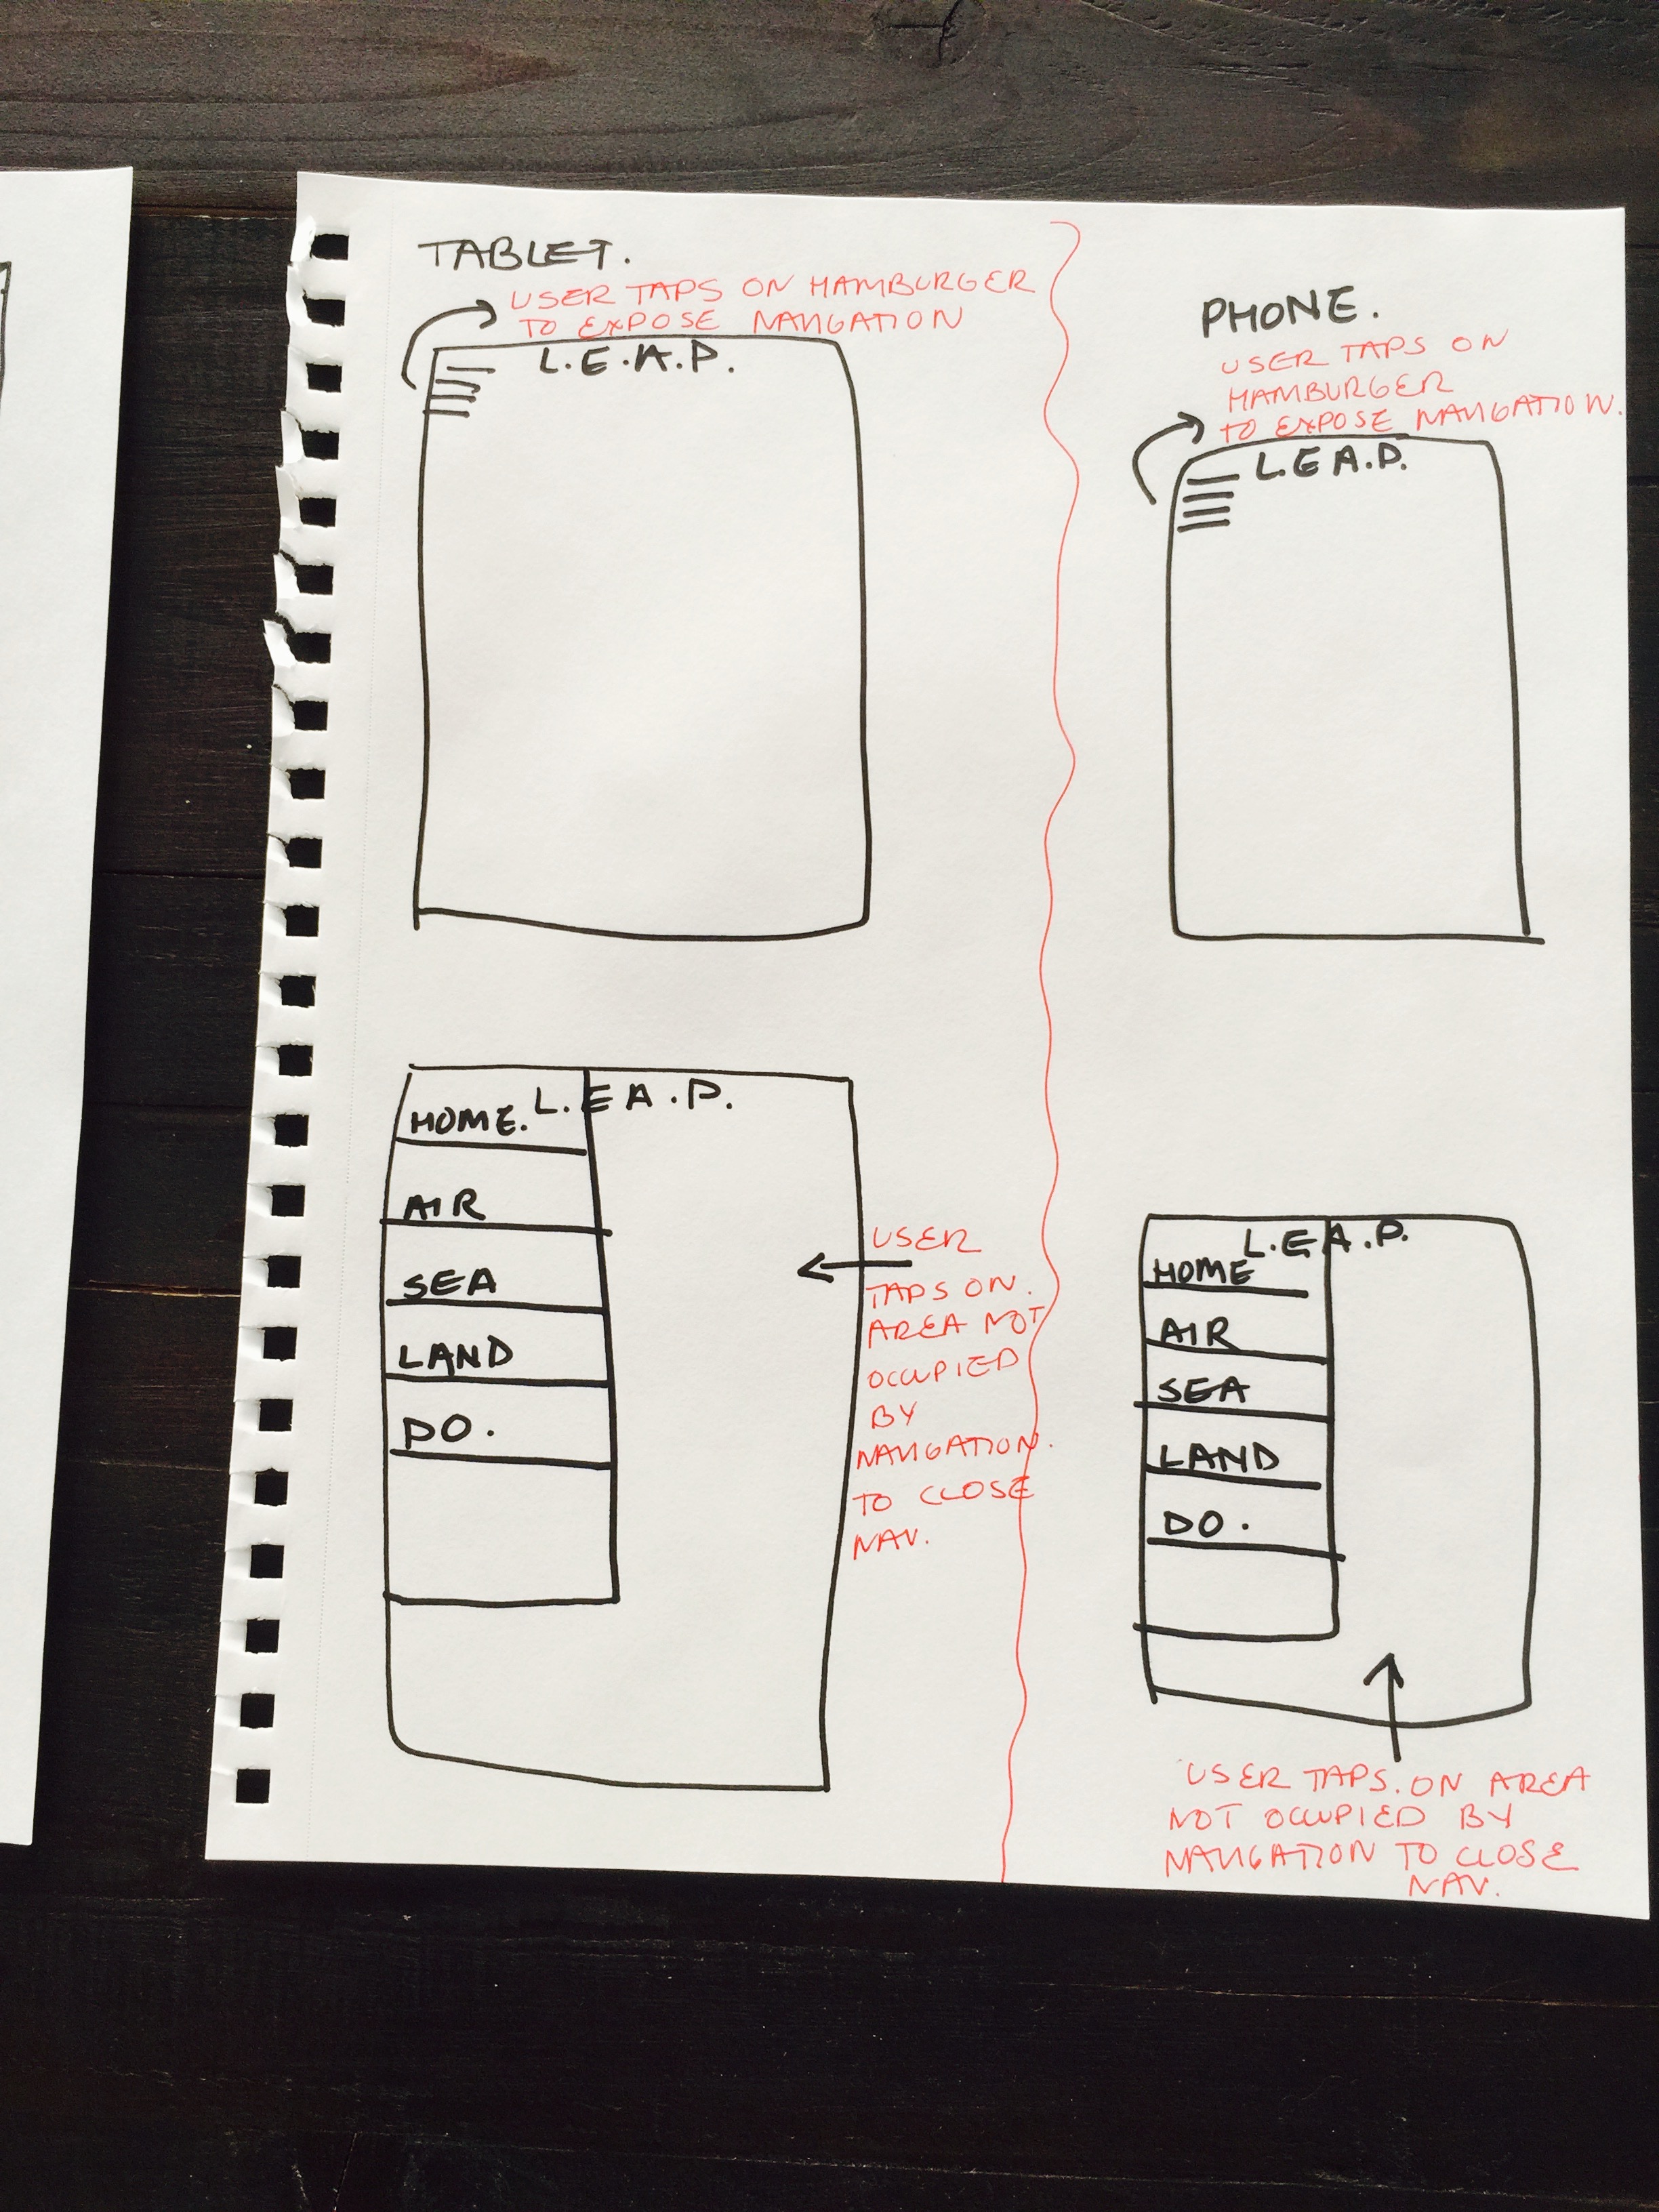 TABLET.
USER TAPS ON HAMBURGER
TO EXPOSE NAVIGATION
L.E.A.P.
HOME.
L.E A.P.
AIR
SEA
LAND
DO.
USER
TAPS ON.
AREA NOT
OCCUPIED
BY
NAVIGATION.
TO CLOSE
NAV.
PHONE.
USER TAPS ON
HAMBURGER
TO EXPOSE NAVIGATION.
L.E A.P.
L.E A.P.
HOME
AIR
SEA
LAND
DO.
USER TAPS. ON AREA
NOT OCCUPIED BY
NAVIGATION TO CLOSE
NAV.